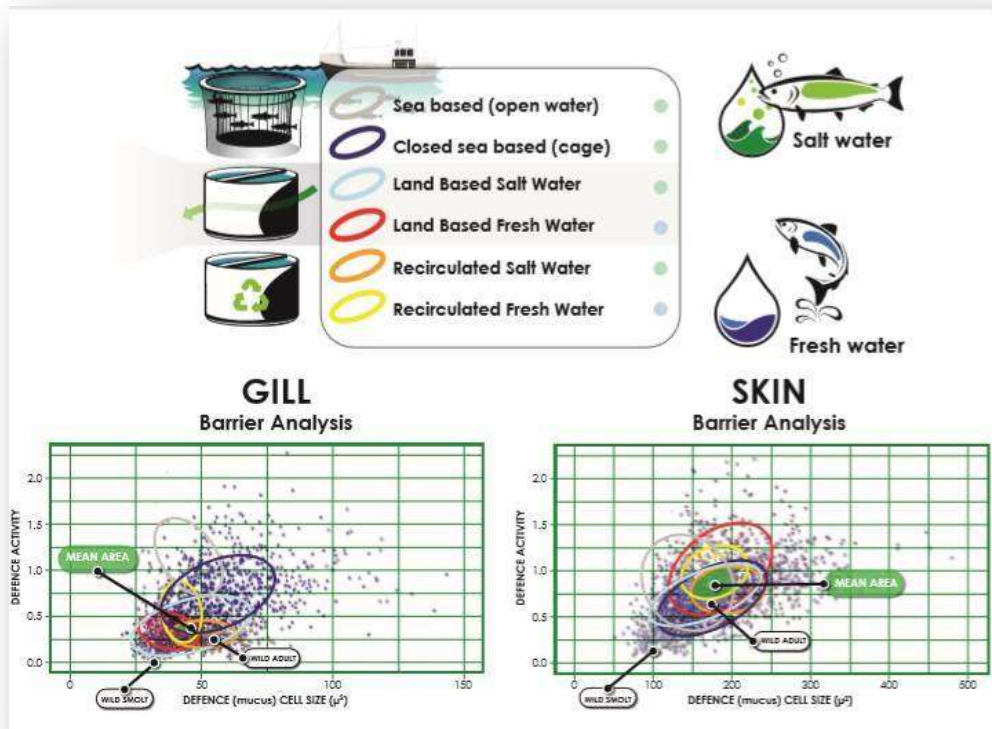 Sea based (open water)
Closed sea based (cage)
Land Based Salt Water
Land Based Fresh Water
Recirculated Salt Water
Recirculated Fresh Water
Salt water
Fresh water
GILL
Barrier Analysis
DEFENCE ACTIVITY
2.0
1.5
1.0
0.5
0.0
MEAN AREA
WILD ADULT
WILD SMOLT
0
50
100
150
DEFENCE (mucus) CELL SIZE (µ²)
SKIN
Barrier Analysis
DEFENCE ACTIVITY
2.0
1.5
1.0
0.5
0.0
MEAN AREA
WILD ADULT
WILD SMOLT
0
100
200
300
400
500
DEFENCE (mucus) CELL SIZE (µ²)